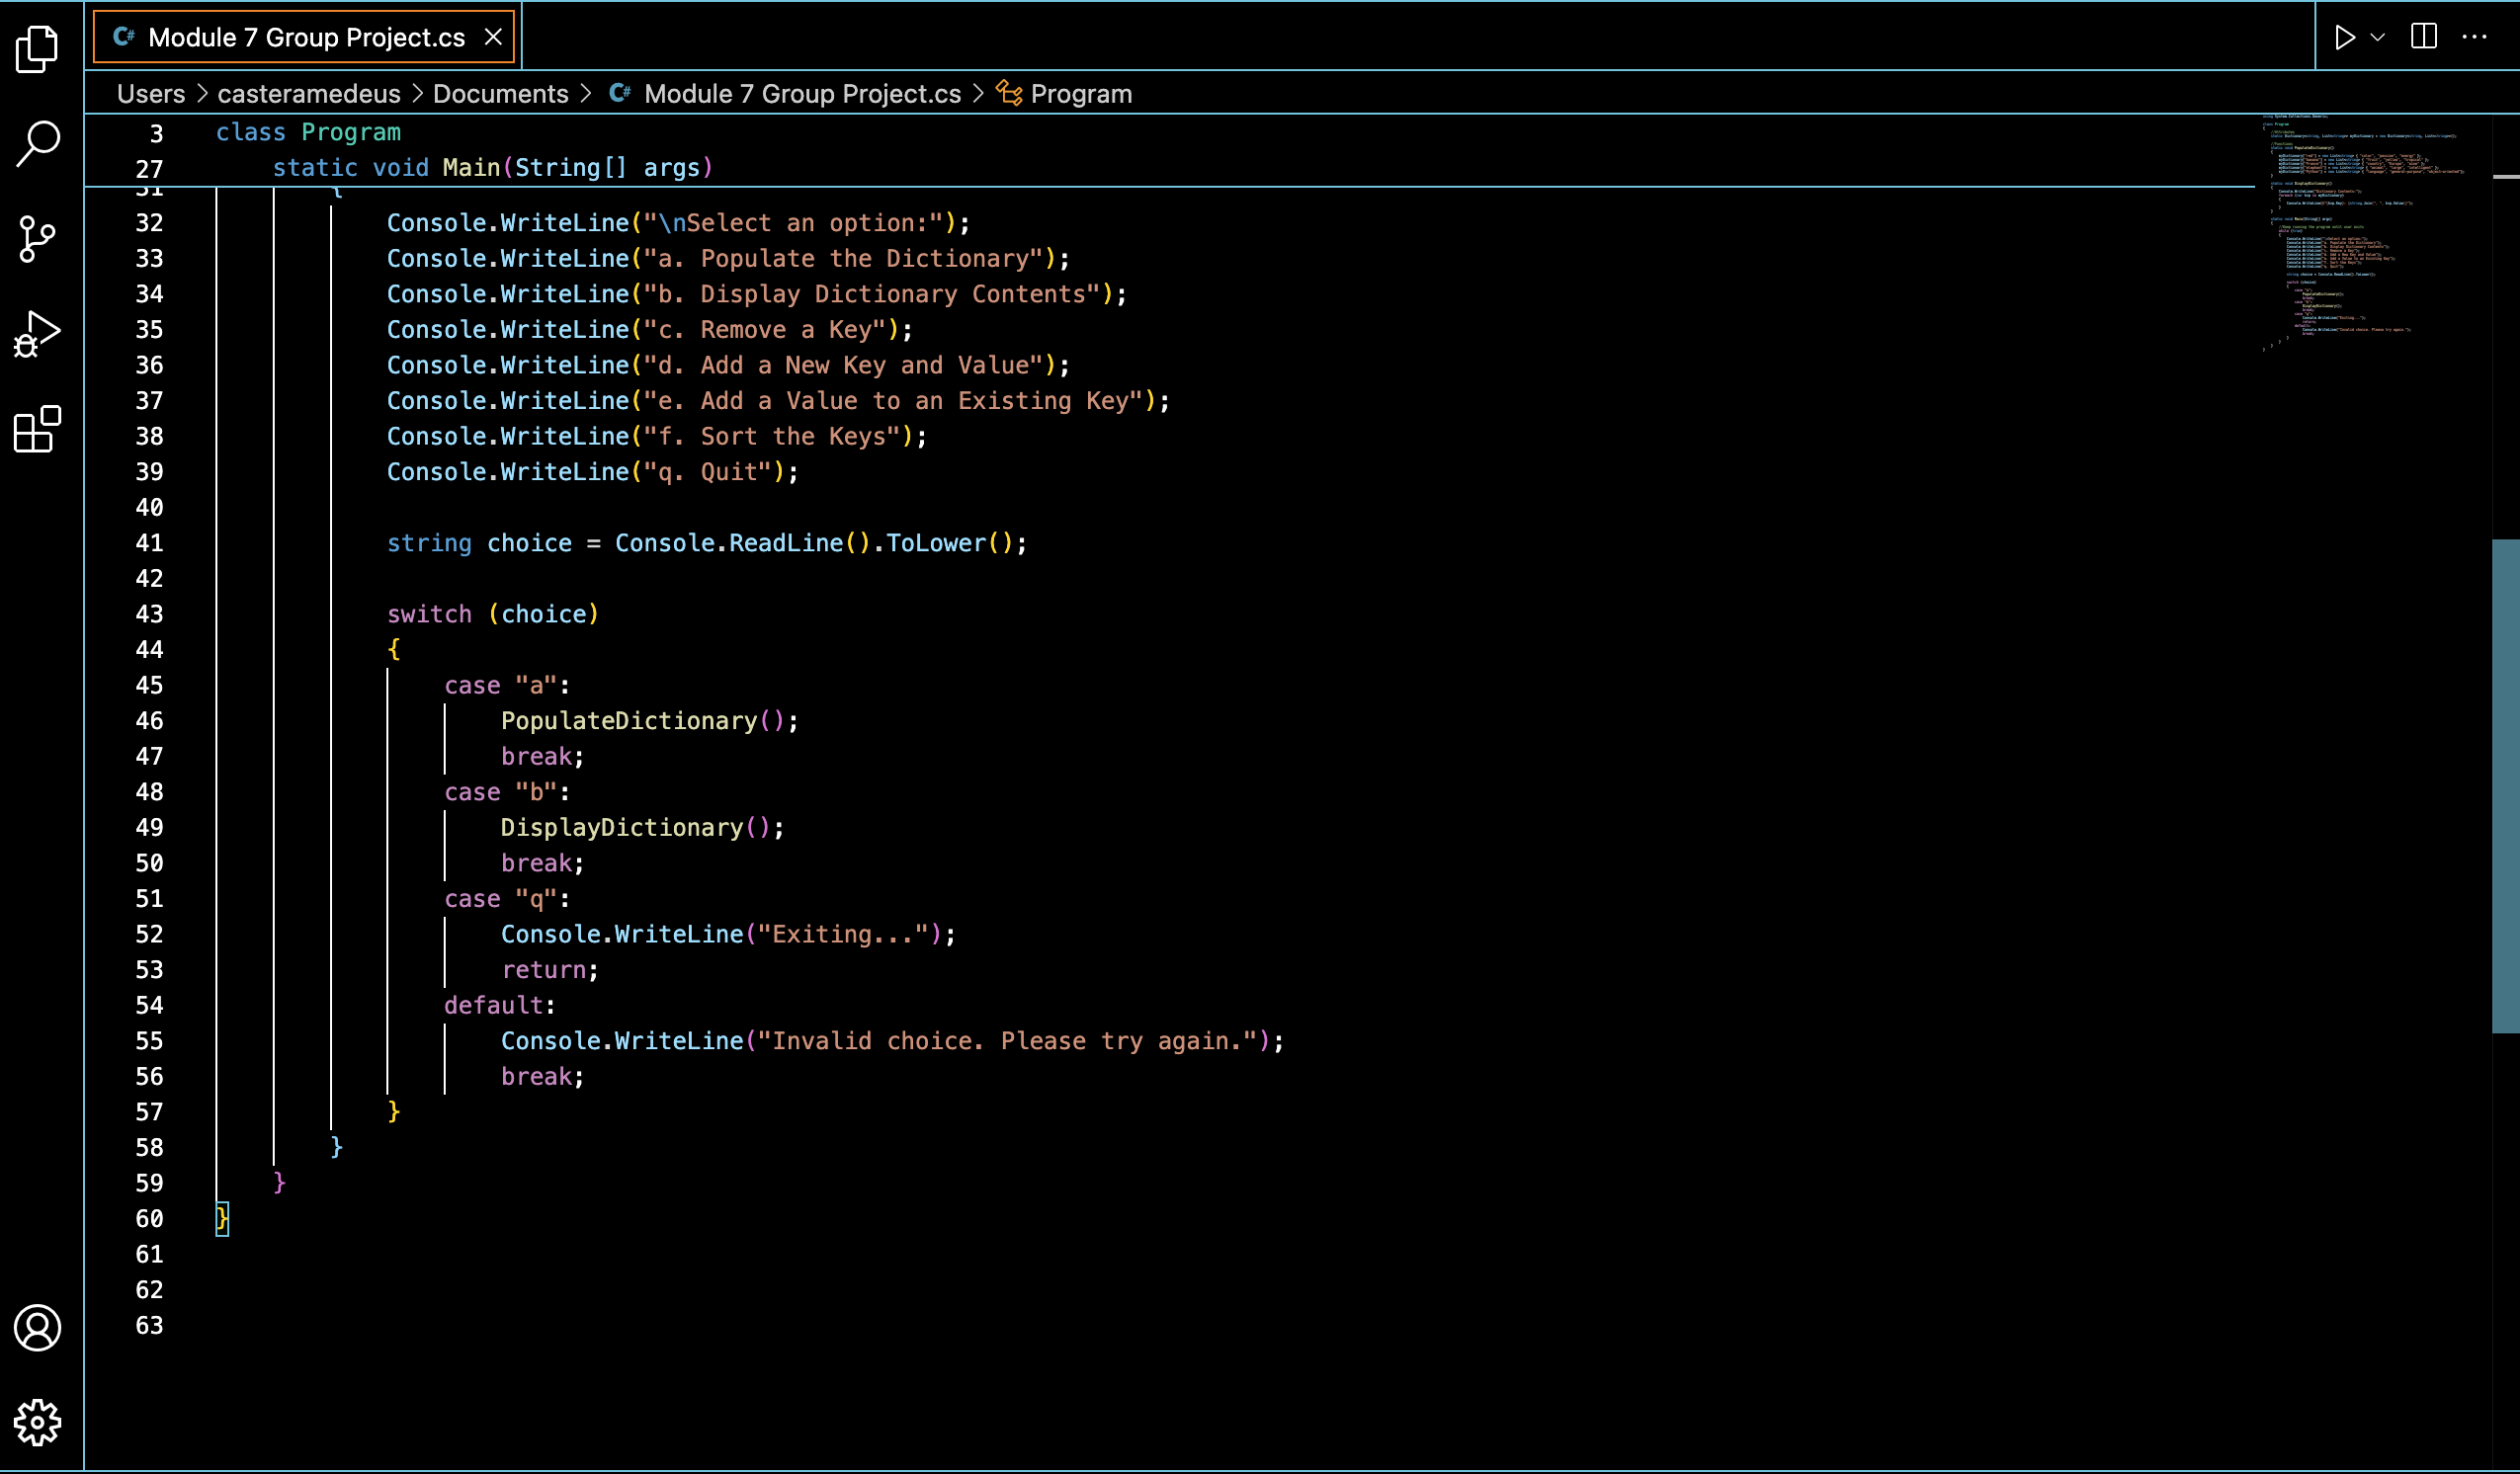 C# Module 7 Group Project.cs
Users > casteramedeus > Documents > C# Module 7 Group Project.cs > Program
3 class Program
27 static void Main(String[] args)
31 {
32 Console.WriteLine("\nSelect an option:");
33 Console.WriteLine("a. Populate the Dictionary");
34 Console.WriteLine("b. Display Dictionary Contents");
35 Console.WriteLine("c. Remove a Key");
36 Console.WriteLine("d. Add a New Key and Value");
37 Console.WriteLine("e. Add a Value to an Existing Key");
38 Console.WriteLine("f. Sort the Keys");
39 Console.WriteLine("q. Quit");
40
41 string choice = Console.ReadLine().ToLower();
42
43 switch (choice)
44 {
45 case "a":
46 PopulateDictionary();
47 break;
48 case "b":
49 DisplayDictionary();
50 break;
51 case "q":
52 Console.WriteLine("Exiting...");
53 return;
54 default:
55 Console.WriteLine("Invalid choice. Please try again.");
56 break;
57 }
58 }
59 }
60 }
61
62
63